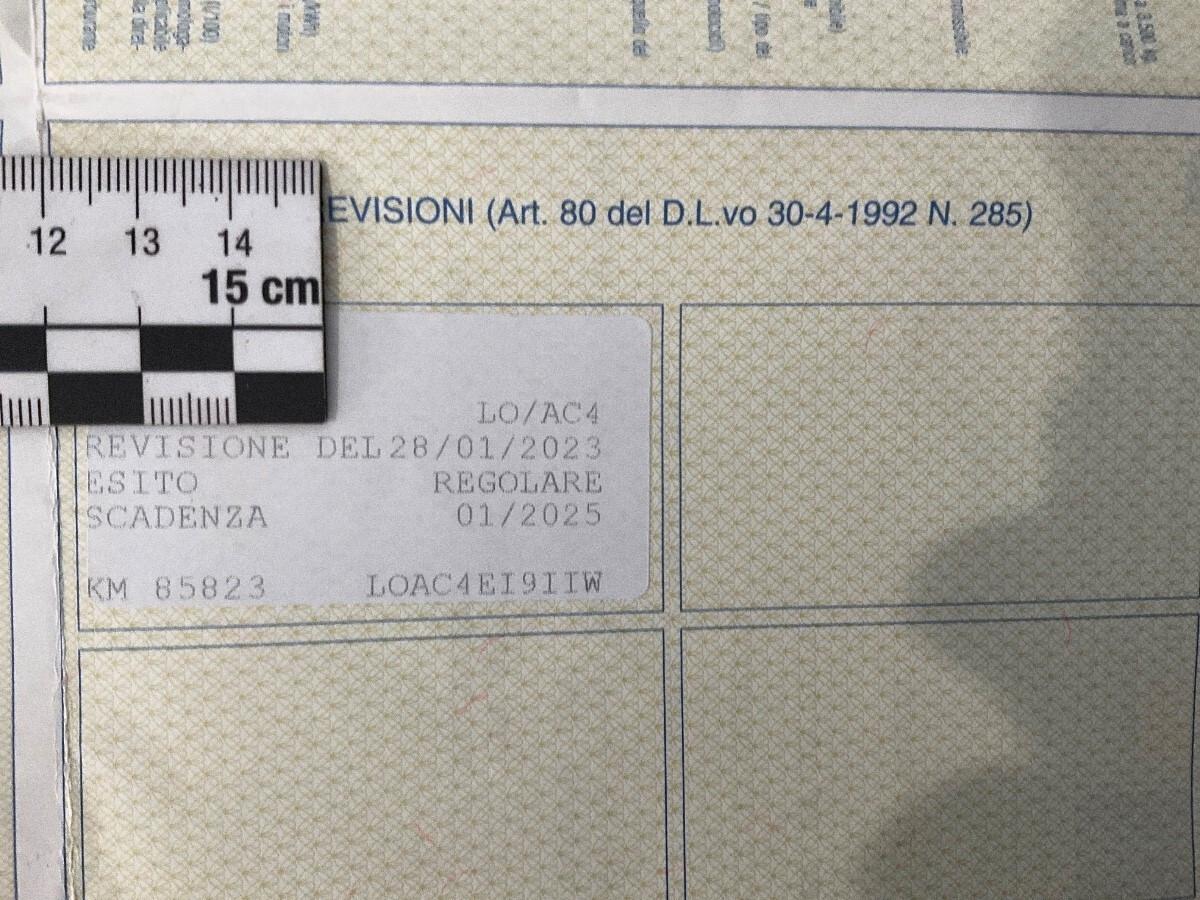 EVISIONI (Art. 80 del D.L.vo 30-4-1992 N. 285)
12 13 14
15 cm
LO/AC4
REVISIONE DEL28/01/2023
ESITO REGOLARE
SCADENZA 01/2025
KM 85823 LOAC4EI9IIW